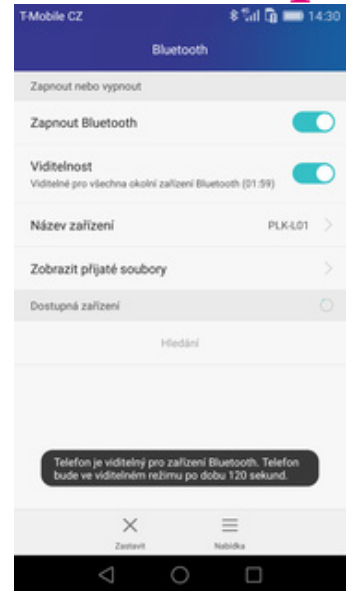 T-Mobile CZ 14:30
Bluetooth
Zapnout nebo vypnout
Zapnout Bluetooth
Viditelnost
Viditelné pro všechna okolní zařízení Bluetooth (01:59)
Název zařízení PLK-L01
Zobrazit přijaté soubory
Dostupná zařízení
Hledání
Telefon je viditelný pro zařízení Bluetooth. Telefon
bude ve viditelném režimu po dobu 120 sekund.
Zastavit Nabídka